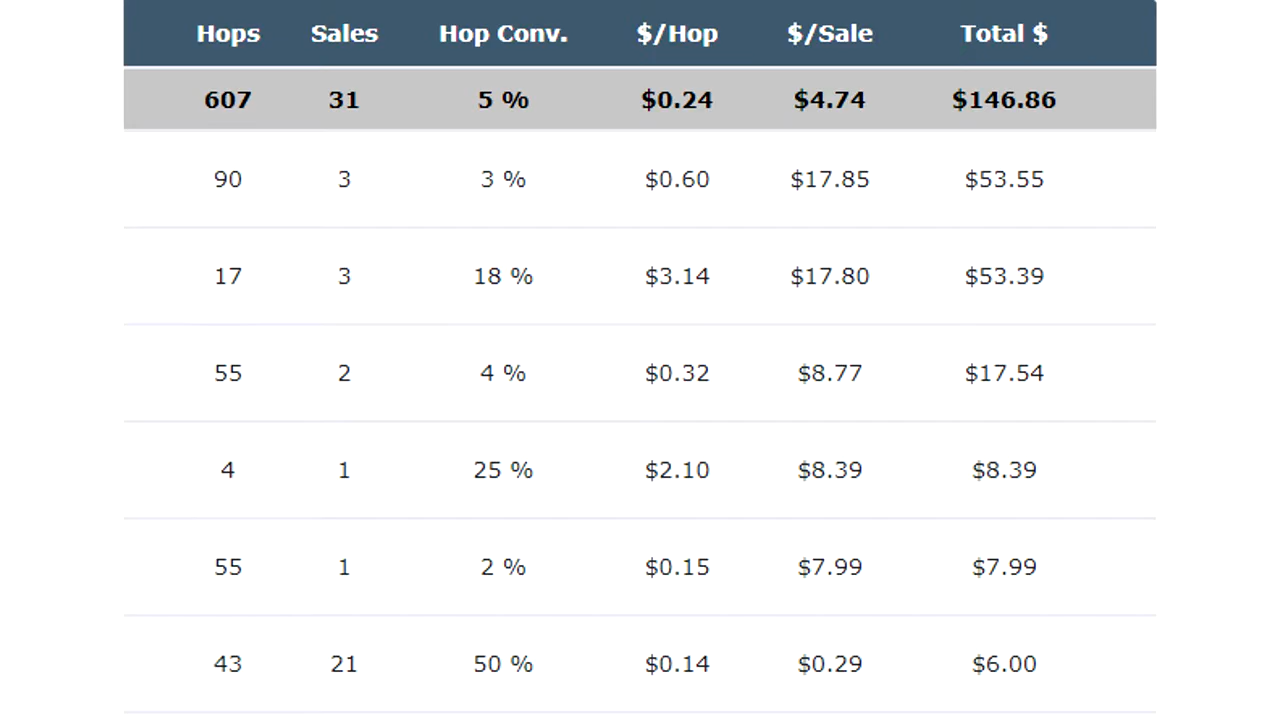 Hops Sales Hop Conv. $/Hop $/Sale Total $
607 31 5 % $0.24 $4.74 $146.86
90 3 3 % $0.60 $17.85 $53.55
17 3 18 % $3.14 $17.80 $53.39
55 2 4 % $0.32 $8.77 $17.54
4 1 25 % $2.10 $8.39 $8.39
55 1 2 % $0.15 $7.99 $7.99
43 21 50 % $0.14 $0.29 $6.00